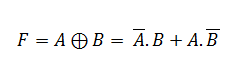 F = A ⊕ B = A̅.B + A.B̅